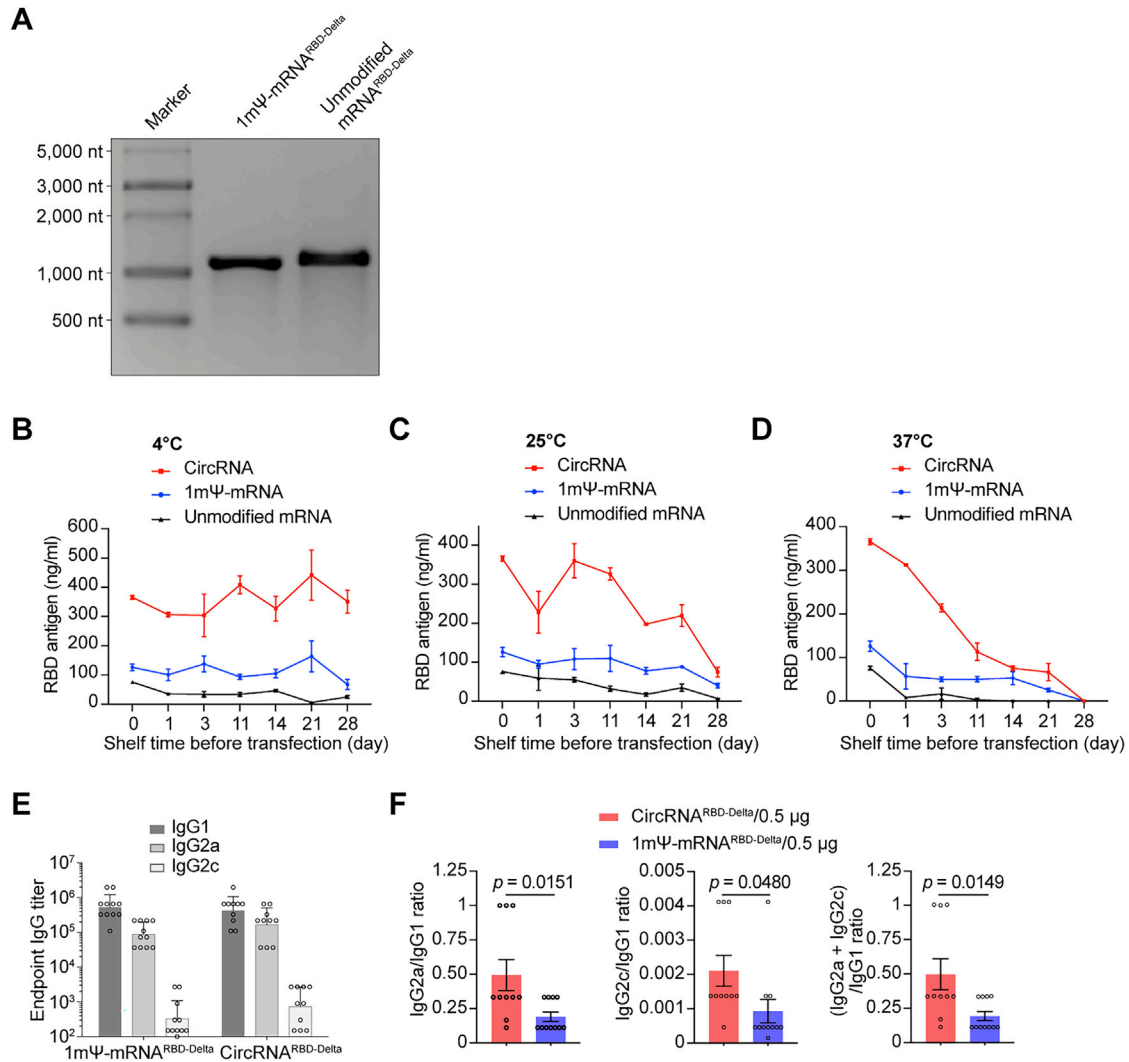 A
Marker
1mΨ-mRNA^RBD-Delta
Unmodified
mRNA^RBD-Delta
5,000 nt
3,000 nt
2,000 nt
1,000 nt
500 nt
B
4°C
CircRNA
1mΨ-mRNA
Unmodified mRNA
RBD antigen (ng/ml)
600
500
400
300
200
100
0
0 1 3 11 14 21 28
Shelf time before transfection (day)
C
25°C
CircRNA
1mΨ-mRNA
Unmodified mRNA
RBD antigen (ng/ml)
400
300
200
100
0
0 1 3 11 14 21 28
Shelf time before transfection (day)
D
37°C
CircRNA
1mΨ-mRNA
Unmodified mRNA
RBD antigen (ng/ml)
400
300
200
100
0
0 1 3 11 14 21 28
Shelf time before transfection (day)
E
IgG1
IgG2a
IgG2c
Endpoint IgG titer
10^7
10^6
10^5
10^4
10^3
10^2
1mΨ-mRNA^RBD-Delta CircRNA^RBD-Delta
F
CircRNA^RBD-Delta/0.5 μg
1mΨ-mRNA^RBD-Delta/0.5 μg
IgG2a/IgG1 ratio
1.25
1
0.75
0.50
0.25
0
p = 0.0151
IgG2c/IgG1 ratio
0.005
0.004
0.003
0.002
0.001
0
p = 0.0480
(IgG2a + IgG2c)
/IgG1 ratio
1.25
1
0.75
0.50
0.25
0
p = 0.0149